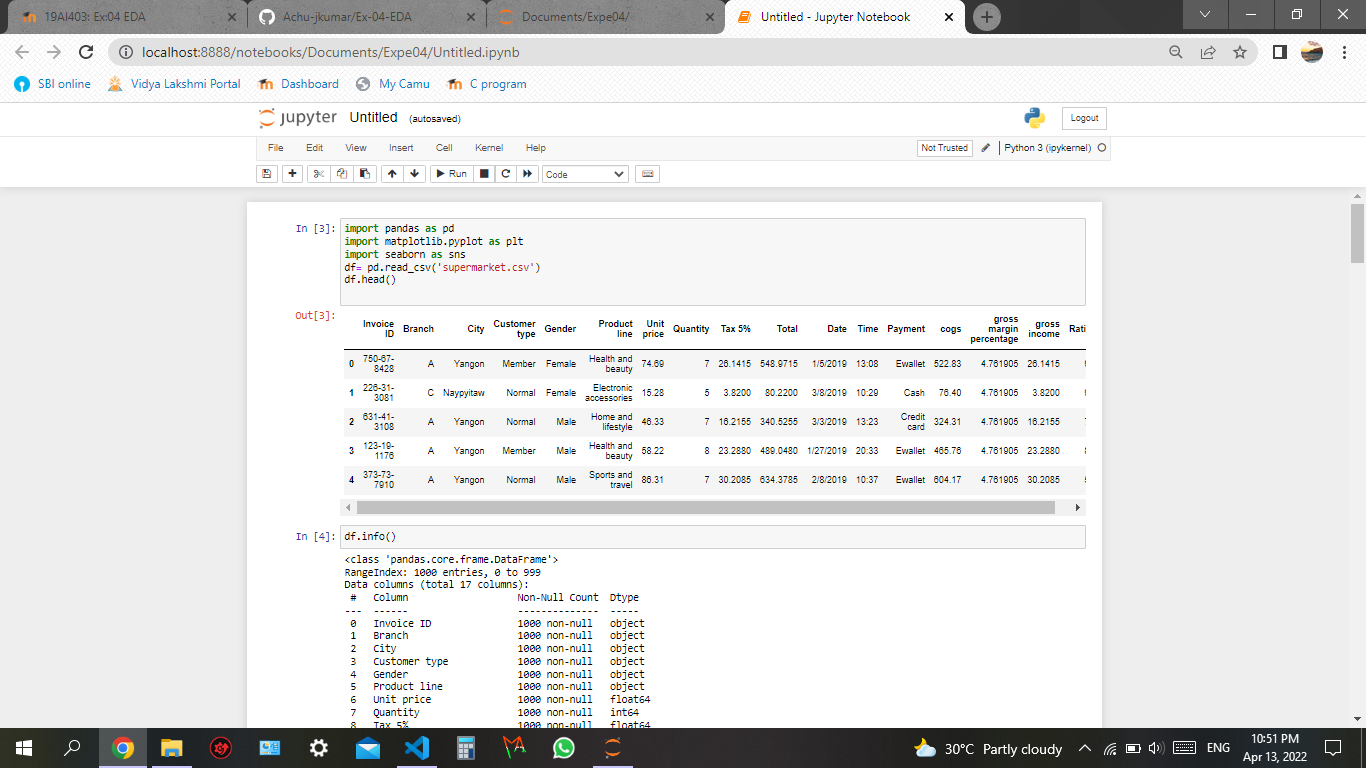 19AI403: Ex:04 EDA
Achu-jkumar/Ex-04-EDA
Documents/Expe04/
Untitled - Jupyter Notebook
localhost:8888/notebooks/Documents/Expe04/Untitled.ipynb
SBI online Vidya Lakshmi Portal Dashboard My Camu C program
jupyter Untitled (autosaved)
Logout
File Edit View Insert Cell Kernel Help
Not Trusted Python 3 (ipykernel)
Run Code
In [3]:
import pandas as pd
import matplotlib.pyplot as plt
import seaborn as sns
df= pd.read_csv('supermarket.csv')
df.head()
Out[3]:
Invoice ID Branch City Customer type Gender Product line Unit price Quantity Tax 5% Total Date Time Payment cogs gross margin percentage gross income Rati
0 750-67-8428 A Yangon Member Female Health and beauty 74.69 7 26.1415 548.9715 1/5/2019 13:08 Ewallet 522.83 4.761905 26.1415
1 226-31-3081 C Naypyitaw Normal Female Electronic accessories 15.28 5 3.8200 80.2200 3/8/2019 10:29 Cash 76.40 4.761905 3.8200
2 631-41-3108 A Yangon Normal Male Home and lifestyle 46.33 7 16.2155 340.5255 3/3/2019 13:23 Credit card 324.31 4.761905 16.2155
3 123-19-1176 A Yangon Member Male Health and beauty 58.22 8 23.2880 489.0480 1/27/2019 20:33 Ewallet 465.76 4.761905 23.2880
4 373-73-7910 A Yangon Normal Male Sports and travel 86.31 7 30.2085 634.3785 2/8/2019 10:37 Ewallet 604.17 4.761905 30.2085
In [4]:
df.info()
<class 'pandas.core.frame.DataFrame'>
RangeIndex: 1000 entries, 0 to 999
Data columns (total 17 columns):
# Column Non-Null Count Dtype
--- ------ -------------- -----
0 Invoice ID 1000 non-null object
1 Branch 1000 non-null object
2 City 1000 non-null object
3 Customer type 1000 non-null object
4 Gender 1000 non-null object
5 Product line 1000 non-null object
6 Unit price 1000 non-null float64
7 Quantity 1000 non-null int64
8 Tax 5% 1000 non-null float64
30°C Partly cloudy
ENG
10:51 PM
Apr 13, 2022